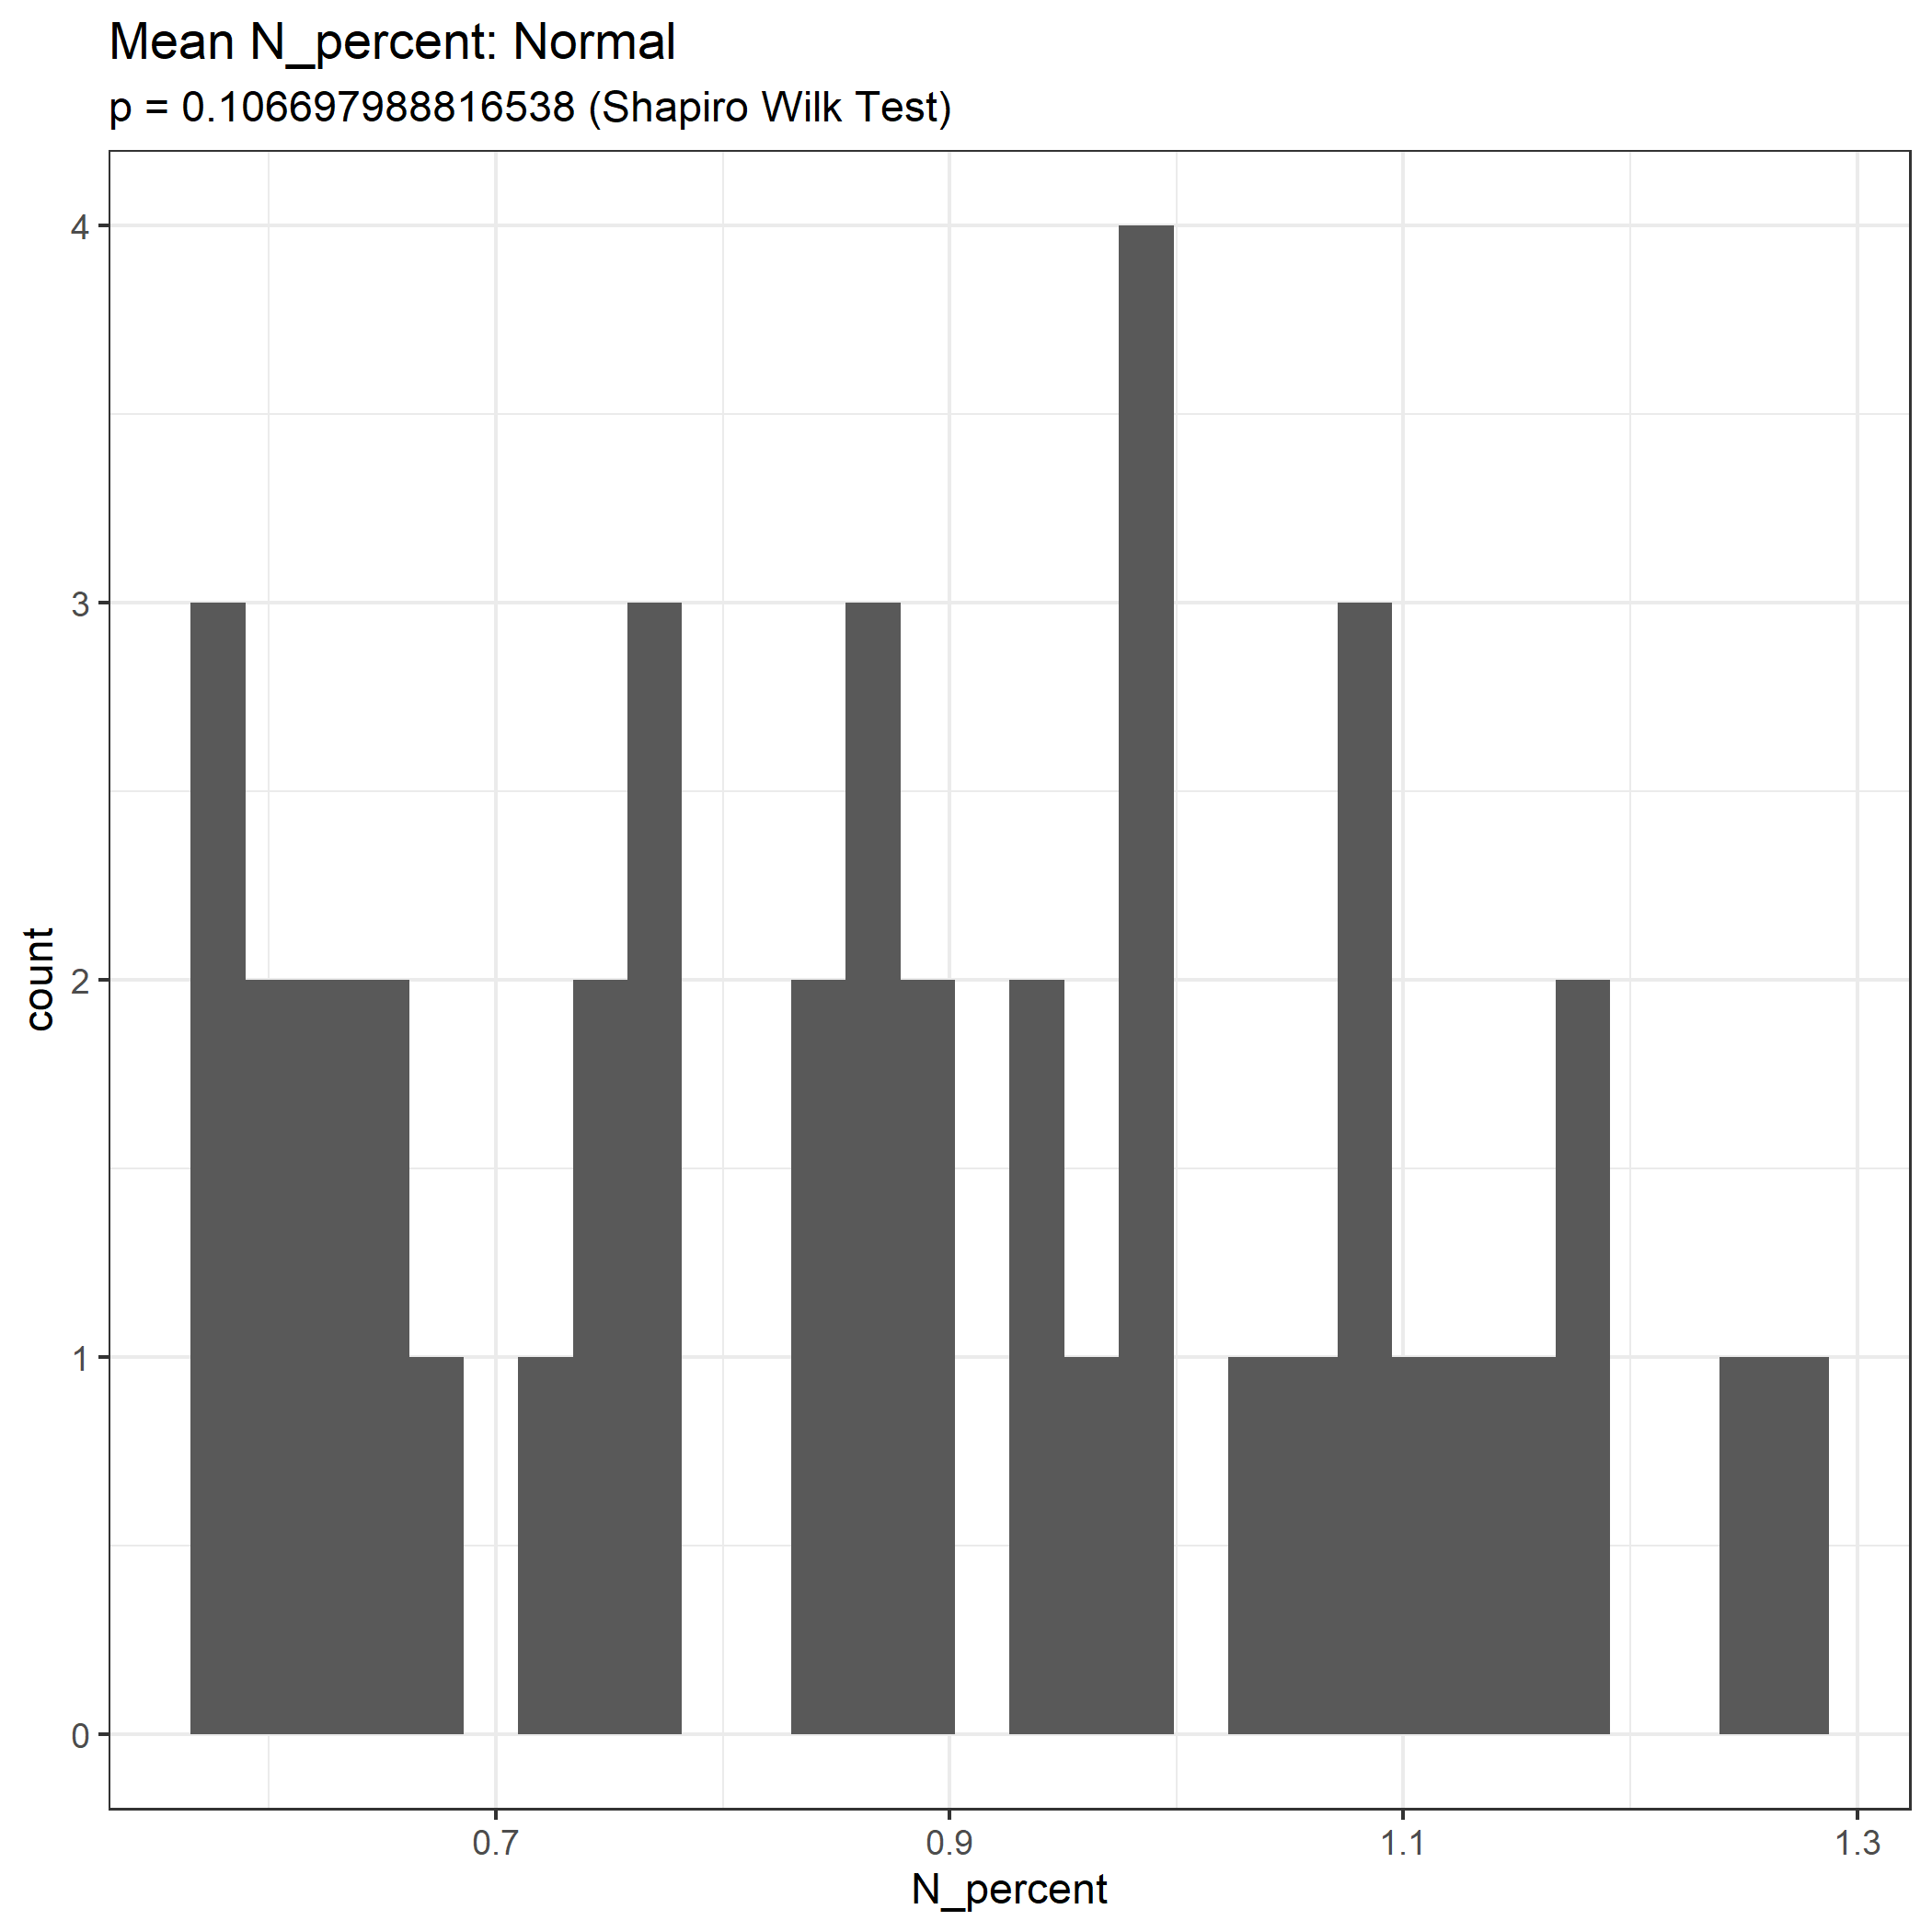 Mean N_percent: Normal
p = 0.106697988816538 (Shapiro Wilk Test)
4
3
2
1
0
count
0.7 0.9 1.1 1.3
N_percent